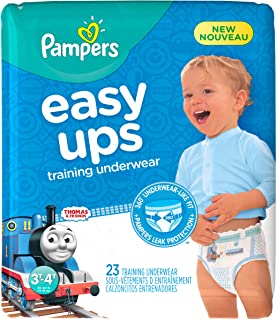 Pampers
NEW
NOUVEAU
easy
ups
training underwear
THOMAS
& FRIENDS
3T-4T
360° UNDERWEAR-LIKE FIT
PAMPERS LEAK PROTECTION
23 TRAINING UNDERWEAR
SOUS-VÊTEMENTS D'ENTRAÎNEMENT
CALZONCITOS ENTRENADORES